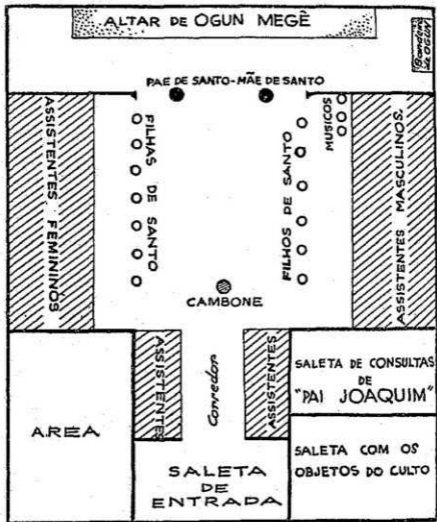 ALTAR DE OGUN MEGÊ
Bandeira
de OGUN
PAE DE SANTO-MÃE DE SANTO
ASSISTENTES FEMININOS
FILHAS DE SANTO
FILHOS DE SANTO
MUSICOS
ASSISTENTES MASCULINOS.
CAMBONE
ASSISTENTES
Corredor
ASSISTENTES
SALETA DE CONSULTAS
DE
"PAI JOAQUIM"
AREA
SALETA
DE
ENTRADA
SALETA COM OS
OBJETOS DO CULTO